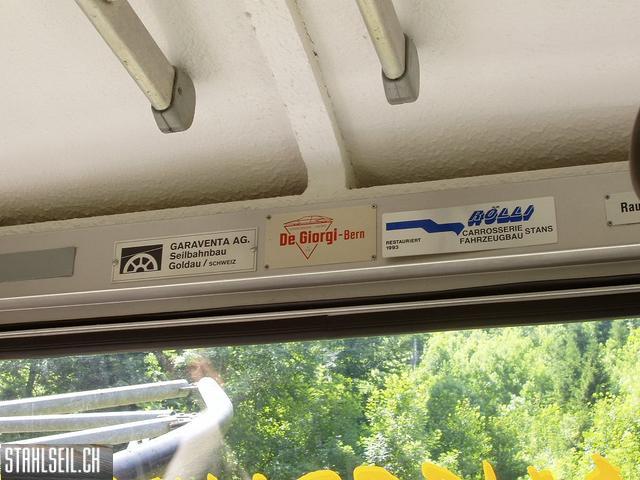 GARAVENTA AG.
Seilbahnbau
Goldau / SCHWEIZ
De Giorgi-Bern
RÖLLI
RESTAURIERT
1993
CARROSSERIE
FAHRZEUGBAU STANS
Rau
STAHLSEIL.CH